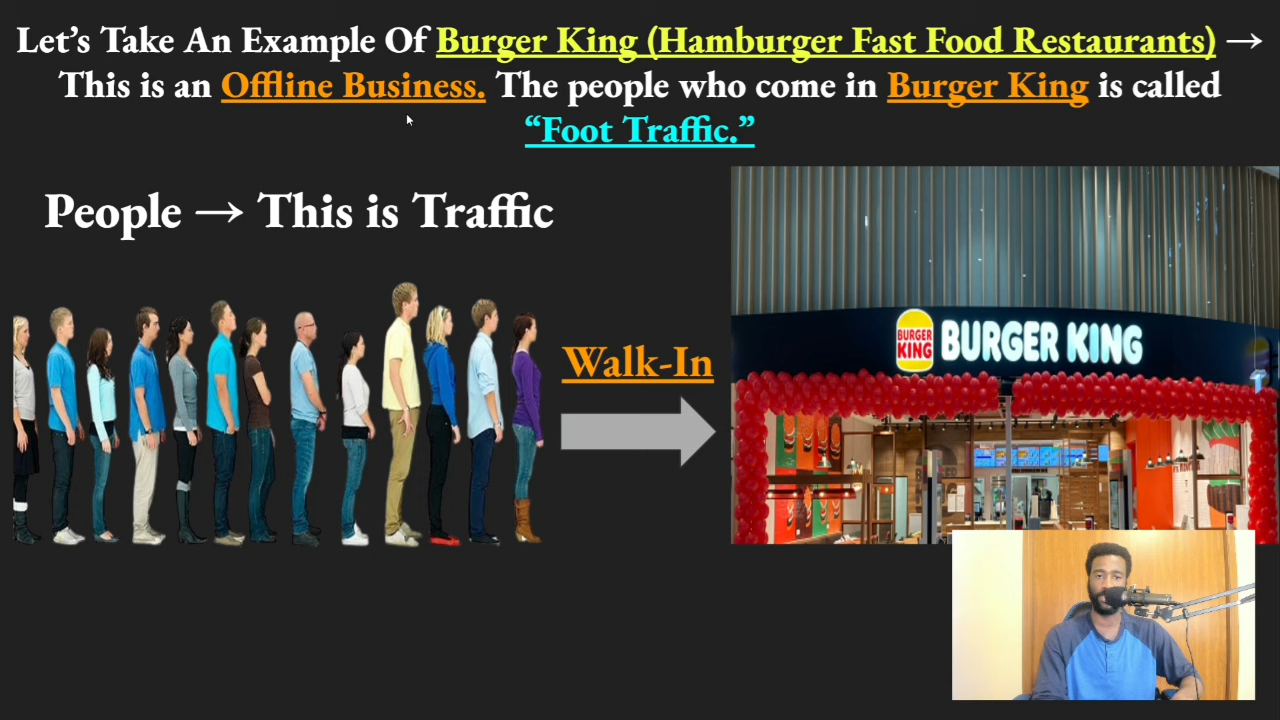 Let's Take An Example Of Burger King (Hamburger Fast Food Restaurants) →
This is an Offline Business. The people who come in Burger King is called
“Foot Traffic.”
People → This is Traffic
Walk-In
BURGER
KING
BURGER KING